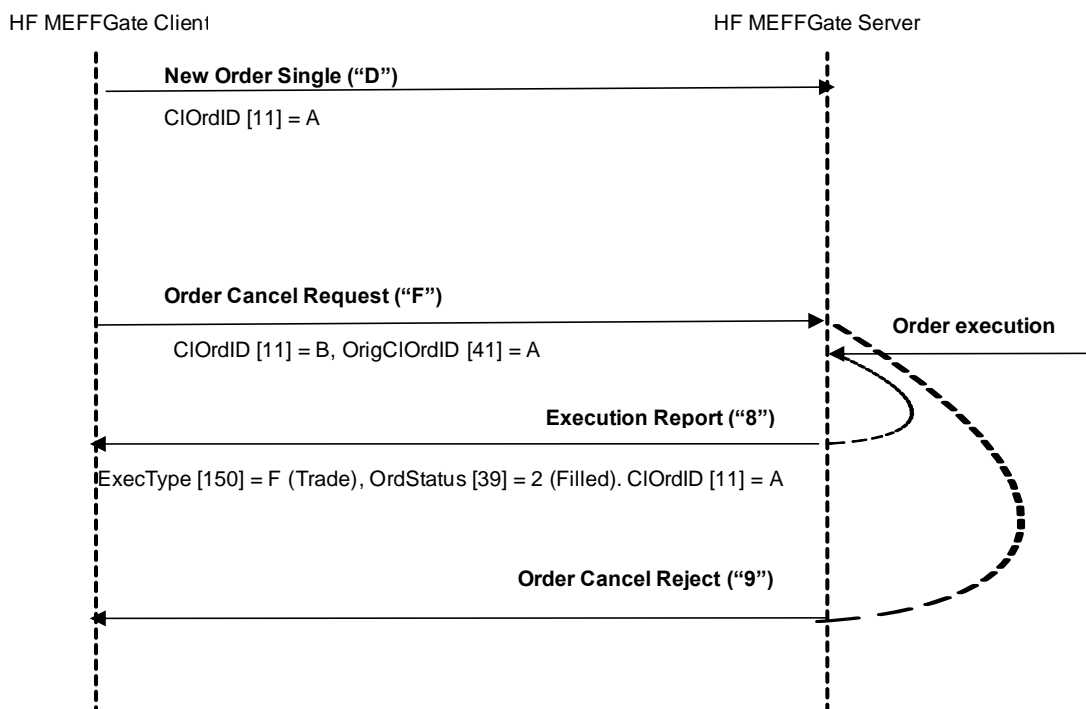 HF MEFFGate Client
HF MEFFGate Server
New Order Single (“D”)
ClOrdID [11] = A
Order Cancel Request (“F”)
Order execution
ClOrdID [11] = B, OrigClOrdID [41] = A
Execution Report (“8”)
ExecType [150] = F (Trade), OrdStatus [39] = 2 (Filled). ClOrdID [11] = A
Order Cancel Reject (“9”)